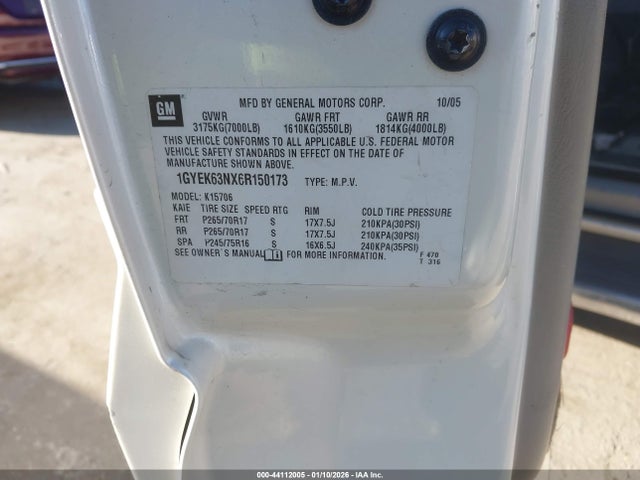 GM
MFD BY GENERAL MOTORS CORP. 10/05
GVWR GAWR FRT GAWR RR
3175KG(7000LB) 1610KG(3550LB) 1814KG(4000LB)
THIS VEHICLE CONFORMS TO ALL APPLICABLE U.S. FEDERAL MOTOR
VEHICLE SAFETY STANDARDS IN EFFECT ON THE DATE OF
MANUFACTURE SHOWN ABOVE.
1GYEK63NX6R150173 TYPE: M.P.V.
MODEL: K15706
KAIE TIRE SIZE SPEED RTG RIM COLD TIRE PRESSURE
FRT P265/70R17 S 17X7.5J 210KPA(30PSI)
RR P265/70R17 S 17X7.5J 210KPA(30PSI)
SPA P245/75R16 S 16X6.5J 240KPA(35PSI)
SEE OWNER'S MANUAL FOR MORE INFORMATION.
F 470
T 316
000-44112005 - 01/10/2026 - IAA Inc.